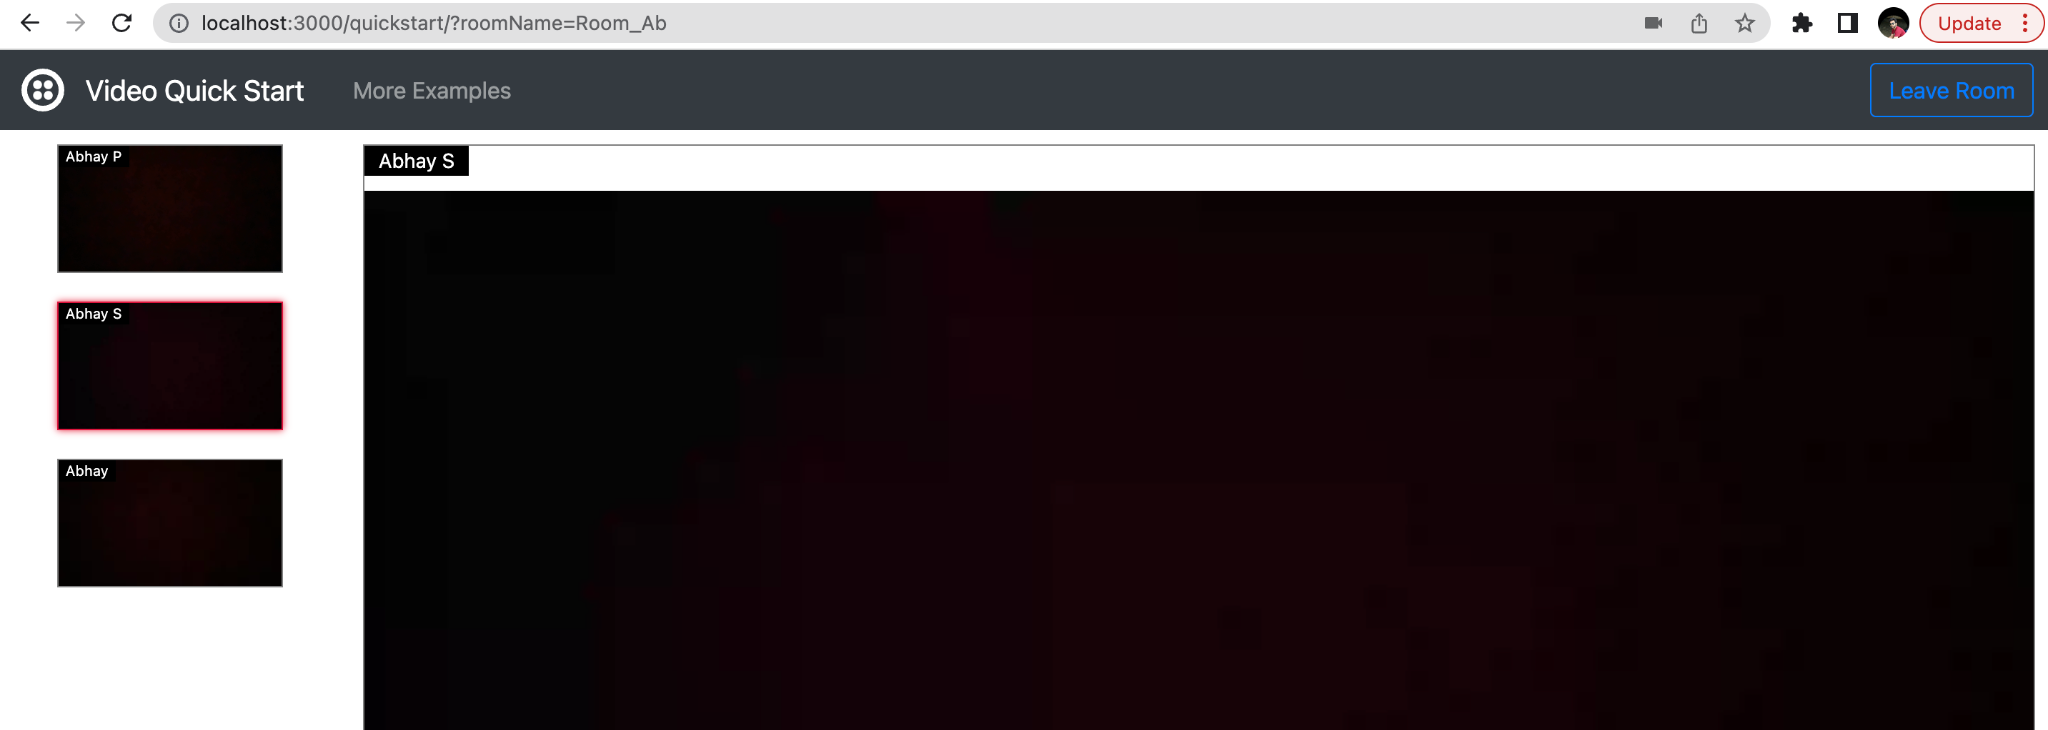 localhost:3000/quickstart/?roomName=Room_Ab
Update
Video Quick Start
More Examples
Leave Room
Abhay P
Abhay S
Abhay
Abhay S